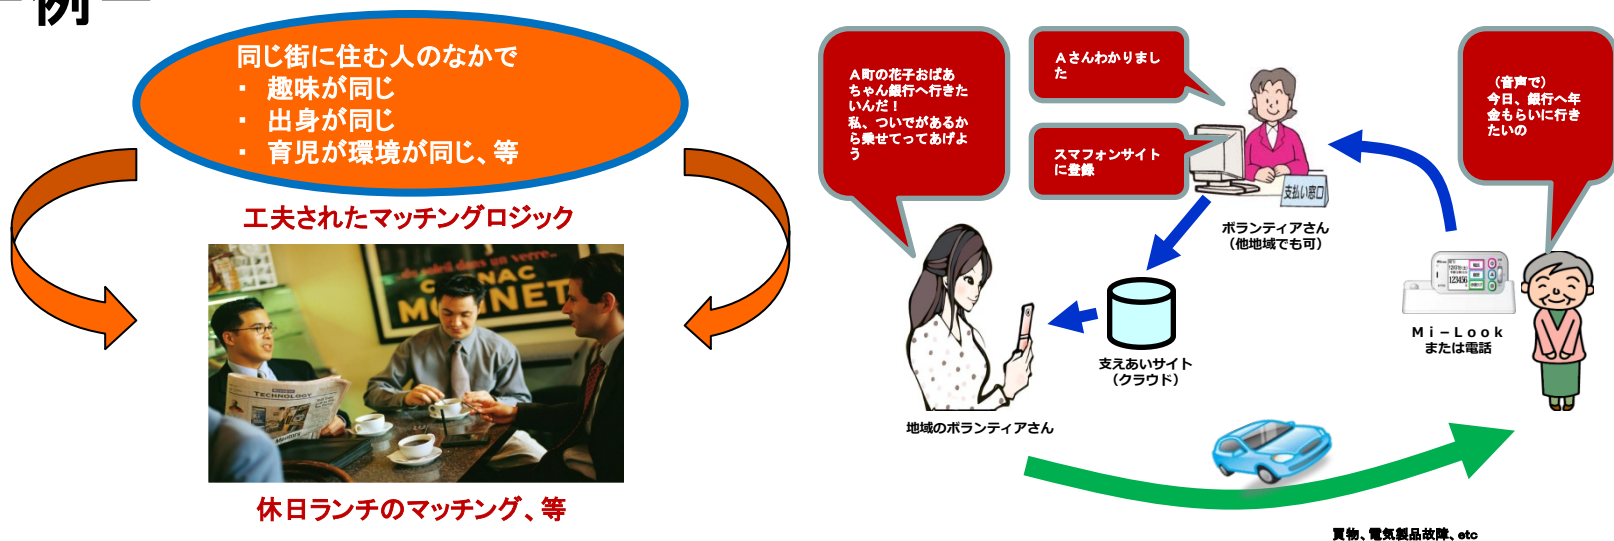 ー例ー
同じ街に住む人のなかで
・ 趣味が同じ
・ 出身が同じ
・ 育児が環境が同じ、等
工夫されたマッチングロジック
du soleil dans un verre...
MONNET
TECHNOLOGY
休日ランチのマッチング、等
A町の花子おばあ
ちゃん銀行へ行きた
いんだ！
私、ついでがあるか
ら乗せてってあげよ
う
Aさんわかりまし
た
スマフォンサイト
に登録
支払い窓口
ボランティアさん
（他地域でも可）
（音声で）
今日、銀行へ年
金もらいに行き
たいの
123456
Mi－Look
または電話
支えあいサイト
（クラウド）
地域のボランティアさん
買物、電気製品故障、etc